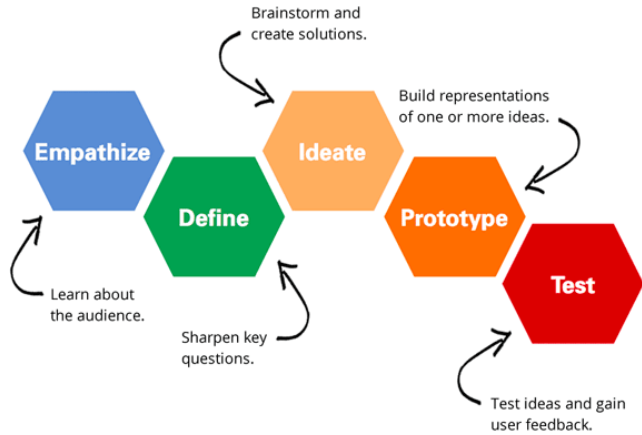 Brainstorm and
create solutions.
Build representations
of one or more ideas.
Empathize
Ideate
Define
Prototype
Test
Learn about
the audience.
Sharpen key
questions.
Test ideas and gain
user feedback.